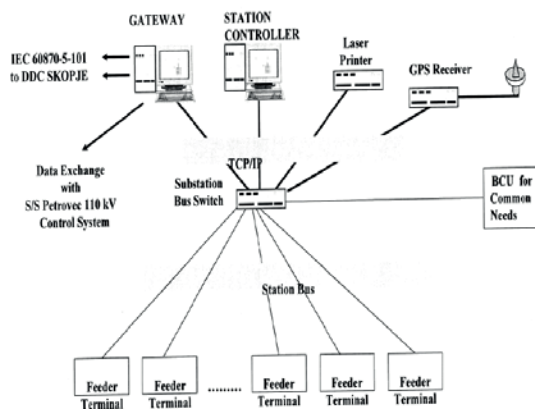 GATEWAY
STATION
CONTROLLER
IEC 60870-5-101
to DDC SKOPJE
Laser
Printer
GPS Receiver
Data Exchange
with
S/S Petrovec 110 kV
Control System
TCP/IP
Substation
Bus Switch
BCU for
Common
Needs
Station Bus
Feeder
Terminal
Feeder
Terminal
.........
Feeder
Terminal
Feeder
Terminal
Feeder
Terminal